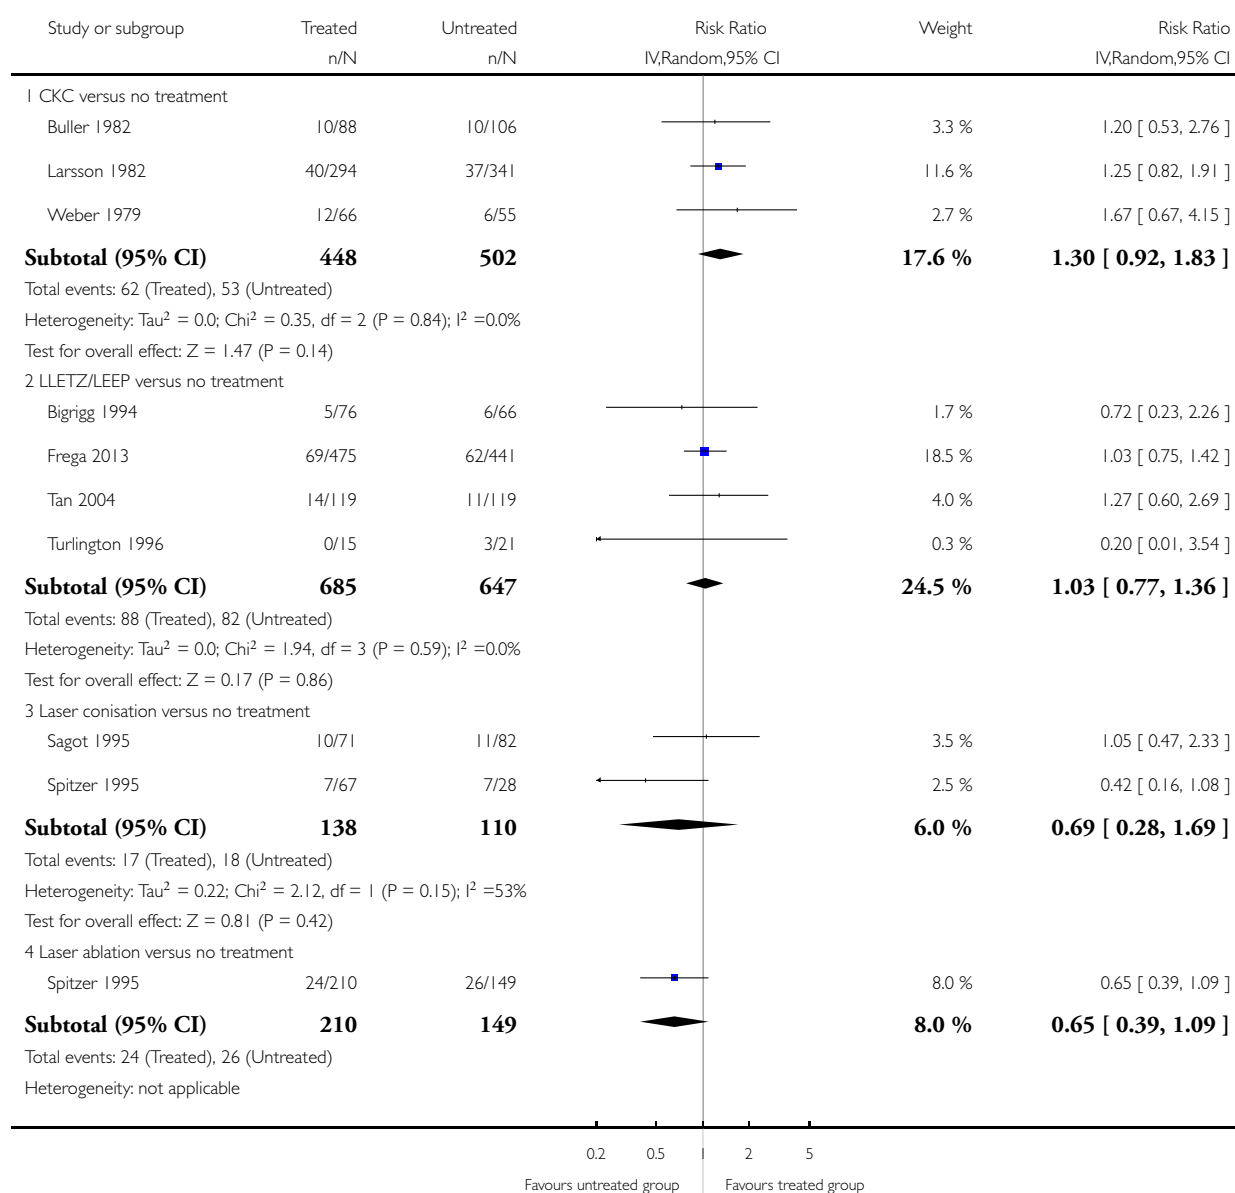 Study or subgroup Treated Untreated Risk Ratio Weight Risk Ratio
n/N n/N IV,Random,95% CI IV,Random,95% CI
1 CKC versus no treatment
Buller 1982 10/88 10/106 3.3 % 1.20 [ 0.53, 2.76 ]
Larsson 1982 40/294 37/341 11.6 % 1.25 [ 0.82, 1.91 ]
Weber 1979 12/66 6/55 2.7 % 1.67 [ 0.67, 4.15 ]
Subtotal (95% CI) 448 502 17.6 % 1.30 [ 0.92, 1.83 ]
Total events: 62 (Treated), 53 (Untreated)
Heterogeneity: Tau² = 0.0; Chi² = 0.35, df = 2 (P = 0.84); I² =0.0%
Test for overall effect: Z = 1.47 (P = 0.14)
2 LLETZ/LEEP versus no treatment
Bigrigg 1994 5/76 6/66 1.7 % 0.72 [ 0.23, 2.26 ]
Frega 2013 69/475 62/441 18.5 % 1.03 [ 0.75, 1.42 ]
Tan 2004 14/119 11/119 4.0 % 1.27 [ 0.60, 2.69 ]
Turlington 1996 0/15 3/21 0.3 % 0.20 [ 0.01, 3.54 ]
Subtotal (95% CI) 685 647 24.5 % 1.03 [ 0.77, 1.36 ]
Total events: 88 (Treated), 82 (Untreated)
Heterogeneity: Tau² = 0.0; Chi² = 1.94, df = 3 (P = 0.59); I² =0.0%
Test for overall effect: Z = 0.17 (P = 0.86)
3 Laser conisation versus no treatment
Sagot 1995 10/71 11/82 3.5 % 1.05 [ 0.47, 2.33 ]
Spitzer 1995 7/67 7/28 2.5 % 0.42 [ 0.16, 1.08 ]
Subtotal (95% CI) 138 110 6.0 % 0.69 [ 0.28, 1.69 ]
Total events: 17 (Treated), 18 (Untreated)
Heterogeneity: Tau² = 0.22; Chi² = 2.12, df = 1 (P = 0.15); I² =53%
Test for overall effect: Z = 0.81 (P = 0.42)
4 Laser ablation versus no treatment
Spitzer 1995 24/210 26/149 8.0 % 0.65 [ 0.39, 1.09 ]
Subtotal (95% CI) 210 149 8.0 % 0.65 [ 0.39, 1.09 ]
Total events: 24 (Treated), 26 (Untreated)
Heterogeneity: not applicable
0.2 0.5 1 2 5
Favours untreated group Favours treated group